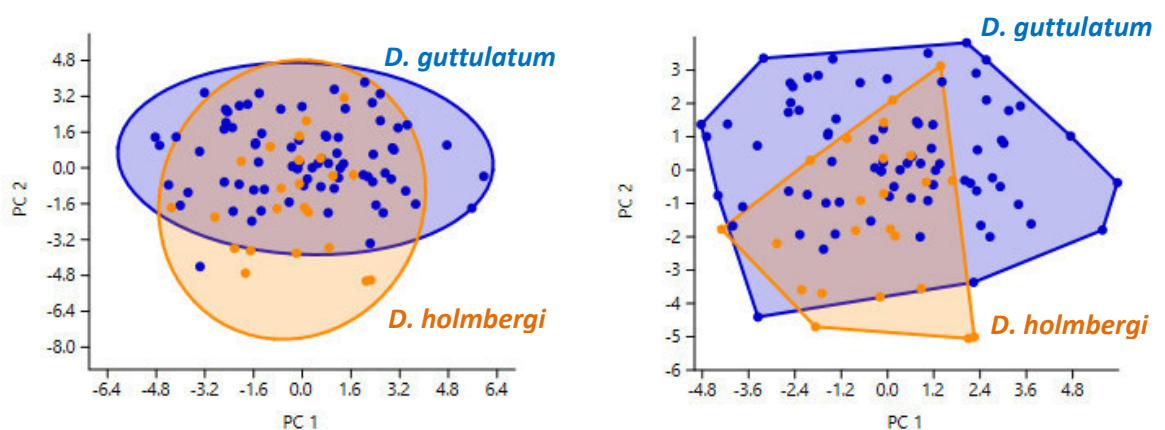 D. guttulatum
4.8
3.2
1.6
0.0
-1.6
-3.2
-4.8
-6.4
-8.0
PC 2
D. holmbergi
-6.4 -4.8 -3.2 -1.6 0.0 1.6 3.2 4.8 6.4
PC 1
D. guttulatum
3
2
1
0
-1
-2
-3
-4
-5
-6
PC 2
D. holmbergi
-4.8 -3.6 -2.4 -1.2 0.0 1.2 2.4 3.6 4.8
PC 1